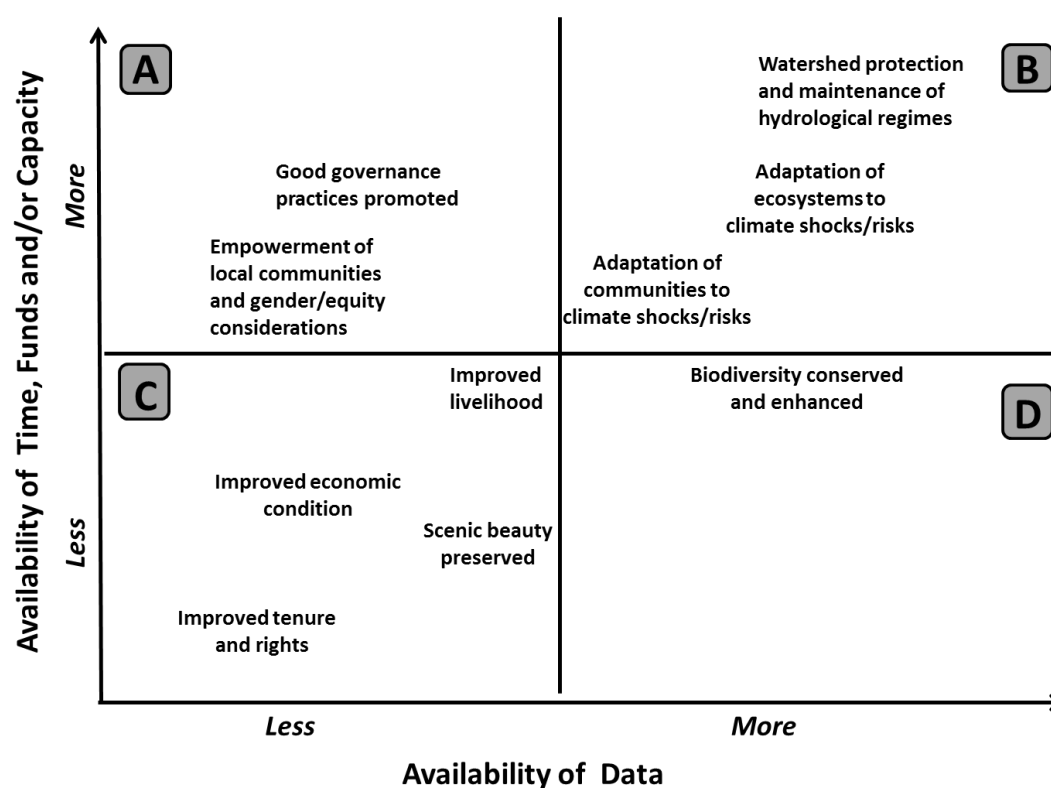 Availability of Time, Funds and/or Capacity
More
Less
A
Good governance
practices promoted
Empowerment of
local communities
and gender/equity
considerations
B
Watershed protection
and maintenance of
hydrological regimes
Adaptation of
ecosystems to
climate shocks/risks
Adaptation of
communities to
climate shocks/risks
C
Improved
livelihood
Improved economic
condition
Scenic beauty
preserved
Improved tenure
and rights
D
Biodiversity conserved
and enhanced
Less
More
Availability of Data